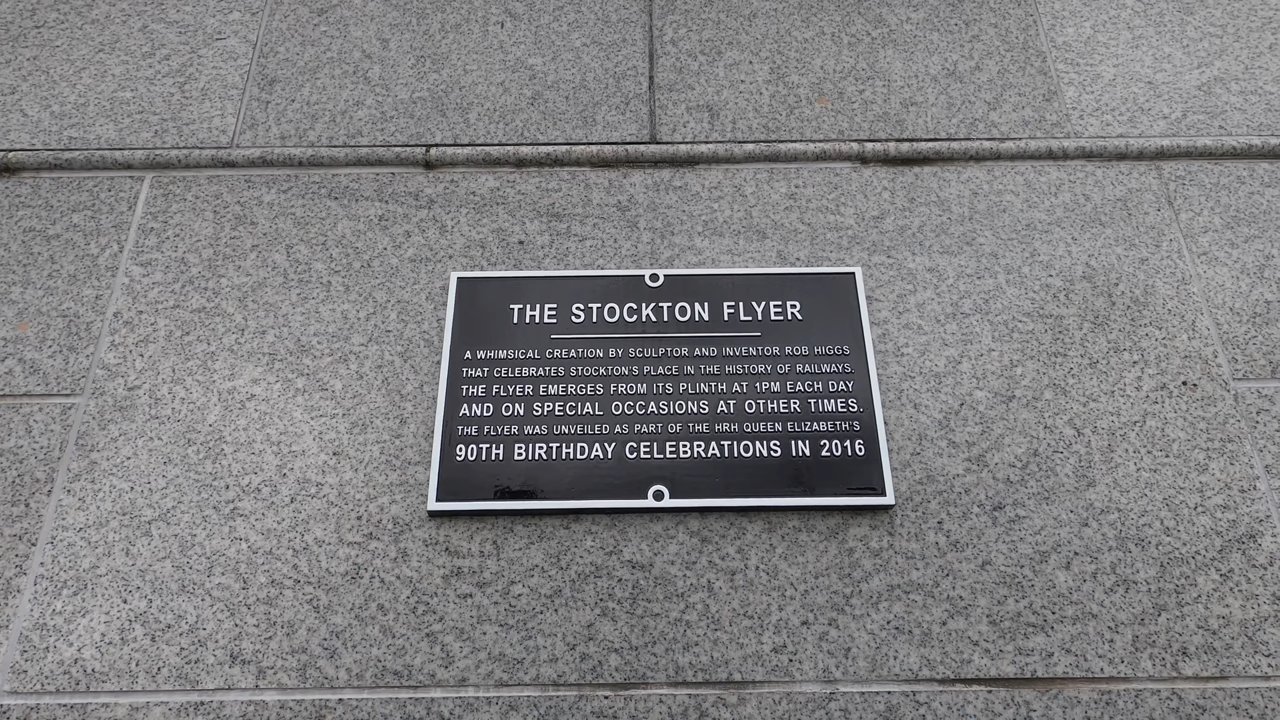 THE STOCKTON FLYER
A WHIMSICAL CREATION BY SCULPTOR AND INVENTOR ROB HIGGS
THAT CELEBRATES STOCKTON'S PLACE IN THE HISTORY OF RAILWAYS.
THE FLYER EMERGES FROM ITS PLINTH AT 1PM EACH DAY
AND ON SPECIAL OCCASIONS AT OTHER TIMES.
THE FLYER WAS UNVEILED AS PART OF THE HRH QUEEN ELIZABETH'S
90TH BIRTHDAY CELEBRATIONS IN 2016